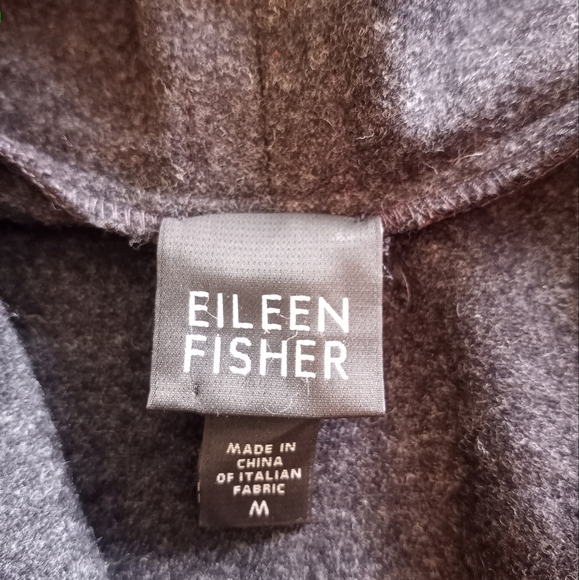 EILEEN
FISHER
MADE IN
CHINA
OF ITALIAN
FABRIC
M